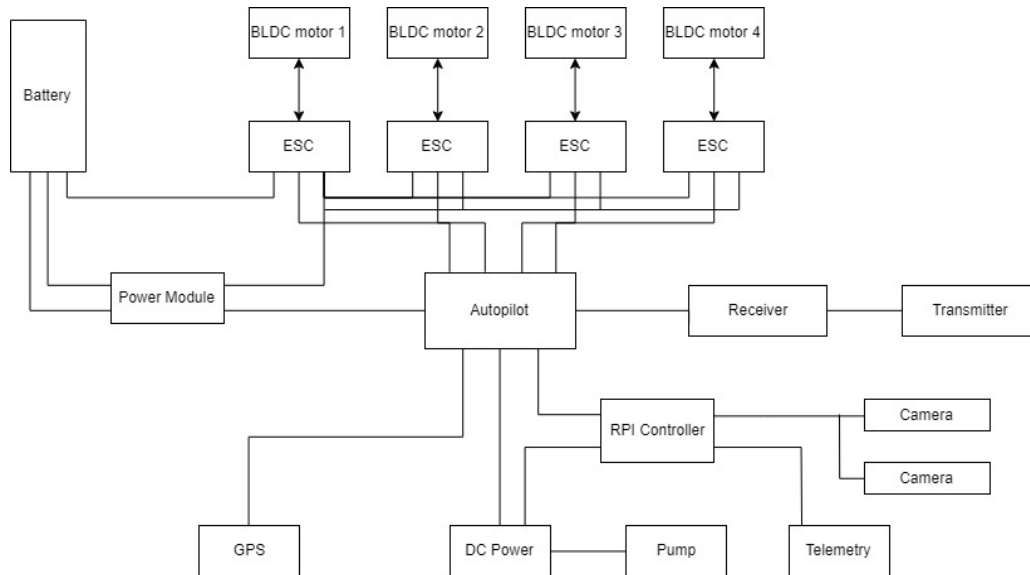 BLDC motor 1
BLDC motor 2
BLDC motor 3
BLDC motor 4
Battery
ESC
ESC
ESC
ESC
Power Module
Autopilot
Receiver
Transmitter
RPI Controller
Camera
Camera
GPS
DC Power
Pump
Telemetry